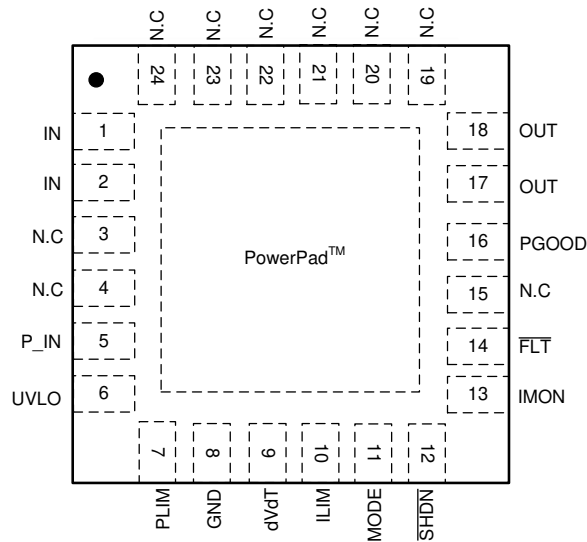 N.C N.C N.C N.C N.C N.C
24 23 22 21 20 19
IN 1 18 OUT
IN 2 17 OUT
N.C 3 16 PGOOD
PowerPad™
N.C 4 15 N.C
P_IN 5 14 FLT
UVLO 6 13 IMON
7 8 9 10 11 12
PLIM GND dVdT ILIM MODE SHDN